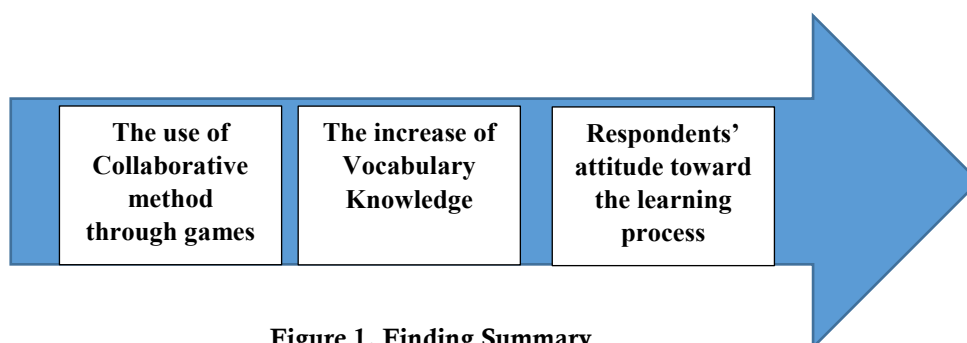 The use of
Collaborative
method
through games
The increase of
Vocabulary
Knowledge
Respondents’
attitude toward
the learning
process
Figure 1. Finding Summary